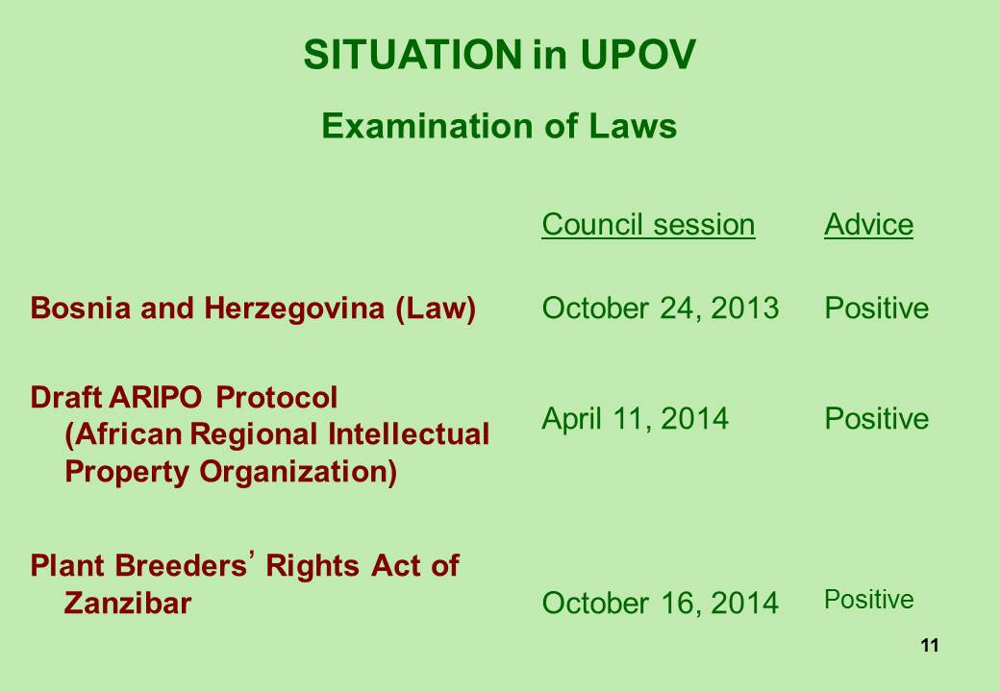 SITUATION in UPOV
Examination of Laws
Council session Advice
Bosnia and Herzegovina (Law) October 24, 2013 Positive
Draft ARIPO Protocol
(African Regional Intellectual
Property Organization)
April 11, 2014 Positive
Plant Breeders’ Rights Act of
Zanzibar October 16, 2014 Positive
11